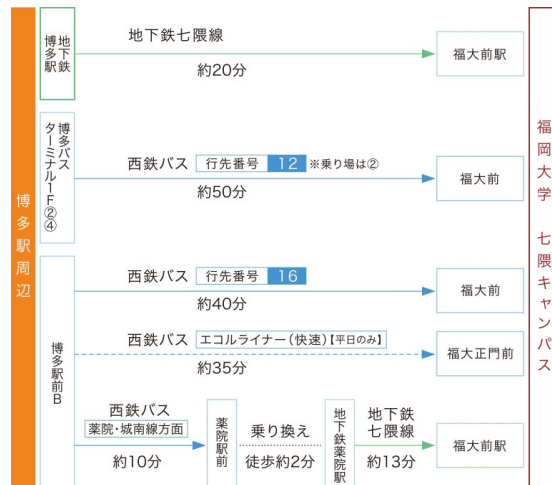 博多駅周辺
地下鉄
博多駅
地下鉄七隈線
約20分
福大前駅
博多バス
ターミナル1F②④
西鉄バス 行先番号 12 ※乗り場は②
約50分
福大前
博多駅前B
西鉄バス 行先番号 16
約40分
福大前
西鉄バス エコルライナー(快速)【平日のみ】
約35分
福大正門前
西鉄バス
薬院・城南線方面
約10分
薬院駅前
乗り換え
徒歩約2分
地下鉄薬院駅
地下鉄
七隈線
約13分
福大前駅
福岡大学 七隈キャンパス